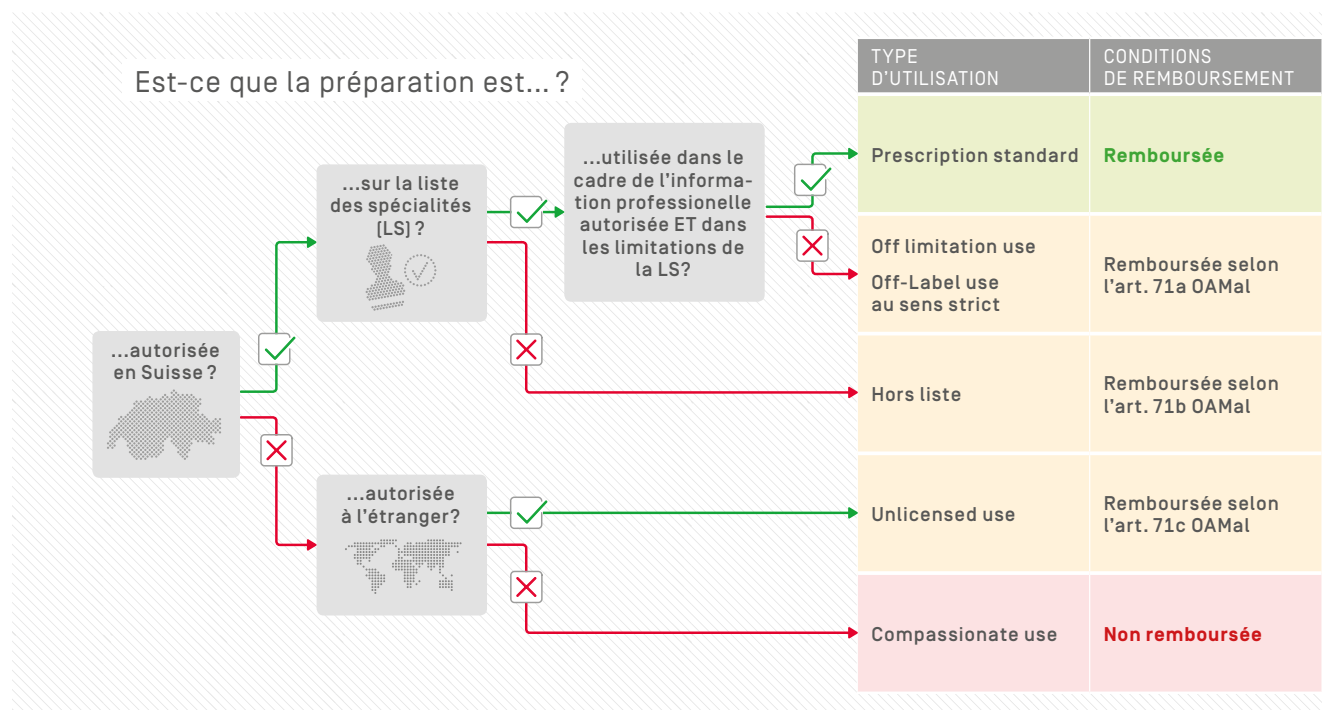 Est-ce que la préparation est... ?
...autorisée
en Suisse ?
...sur la liste
des spécialités
(LS) ?
...utilisée dans le
cadre de l'informa-
tion professionelle
autorisée ET dans
les limitations de
la LS?
...autorisée
à l'étranger?
TYPE
D'UTILISATION
CONDITIONS
DE REMBOURSEMENT
Prescription standard
Remboursée
Off limitation use
Off-Label use
au sens strict
Remboursée selon
l'art. 71a OAMal
Hors liste
Remboursée selon
l'art. 71b OAMal
Unlicensed use
Remboursée selon
l'art. 71c OAMal
Compassionate use
Non remboursée